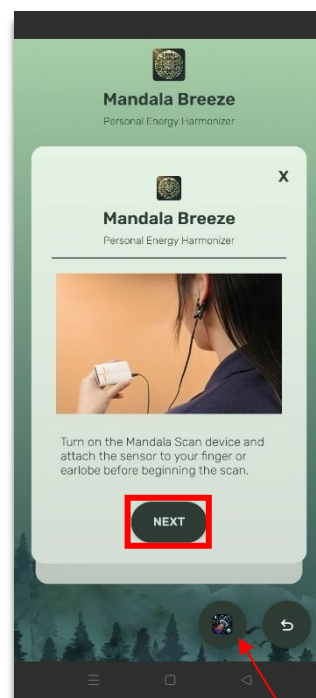 Mandala Breeze
Personal Energy Harmonizer
X
Mandala Breeze
Personal Energy Harmonizer
Turn on the Mandala Scan device and
attach the sensor to your finger or
earlobe before beginning the scan.
NEXT